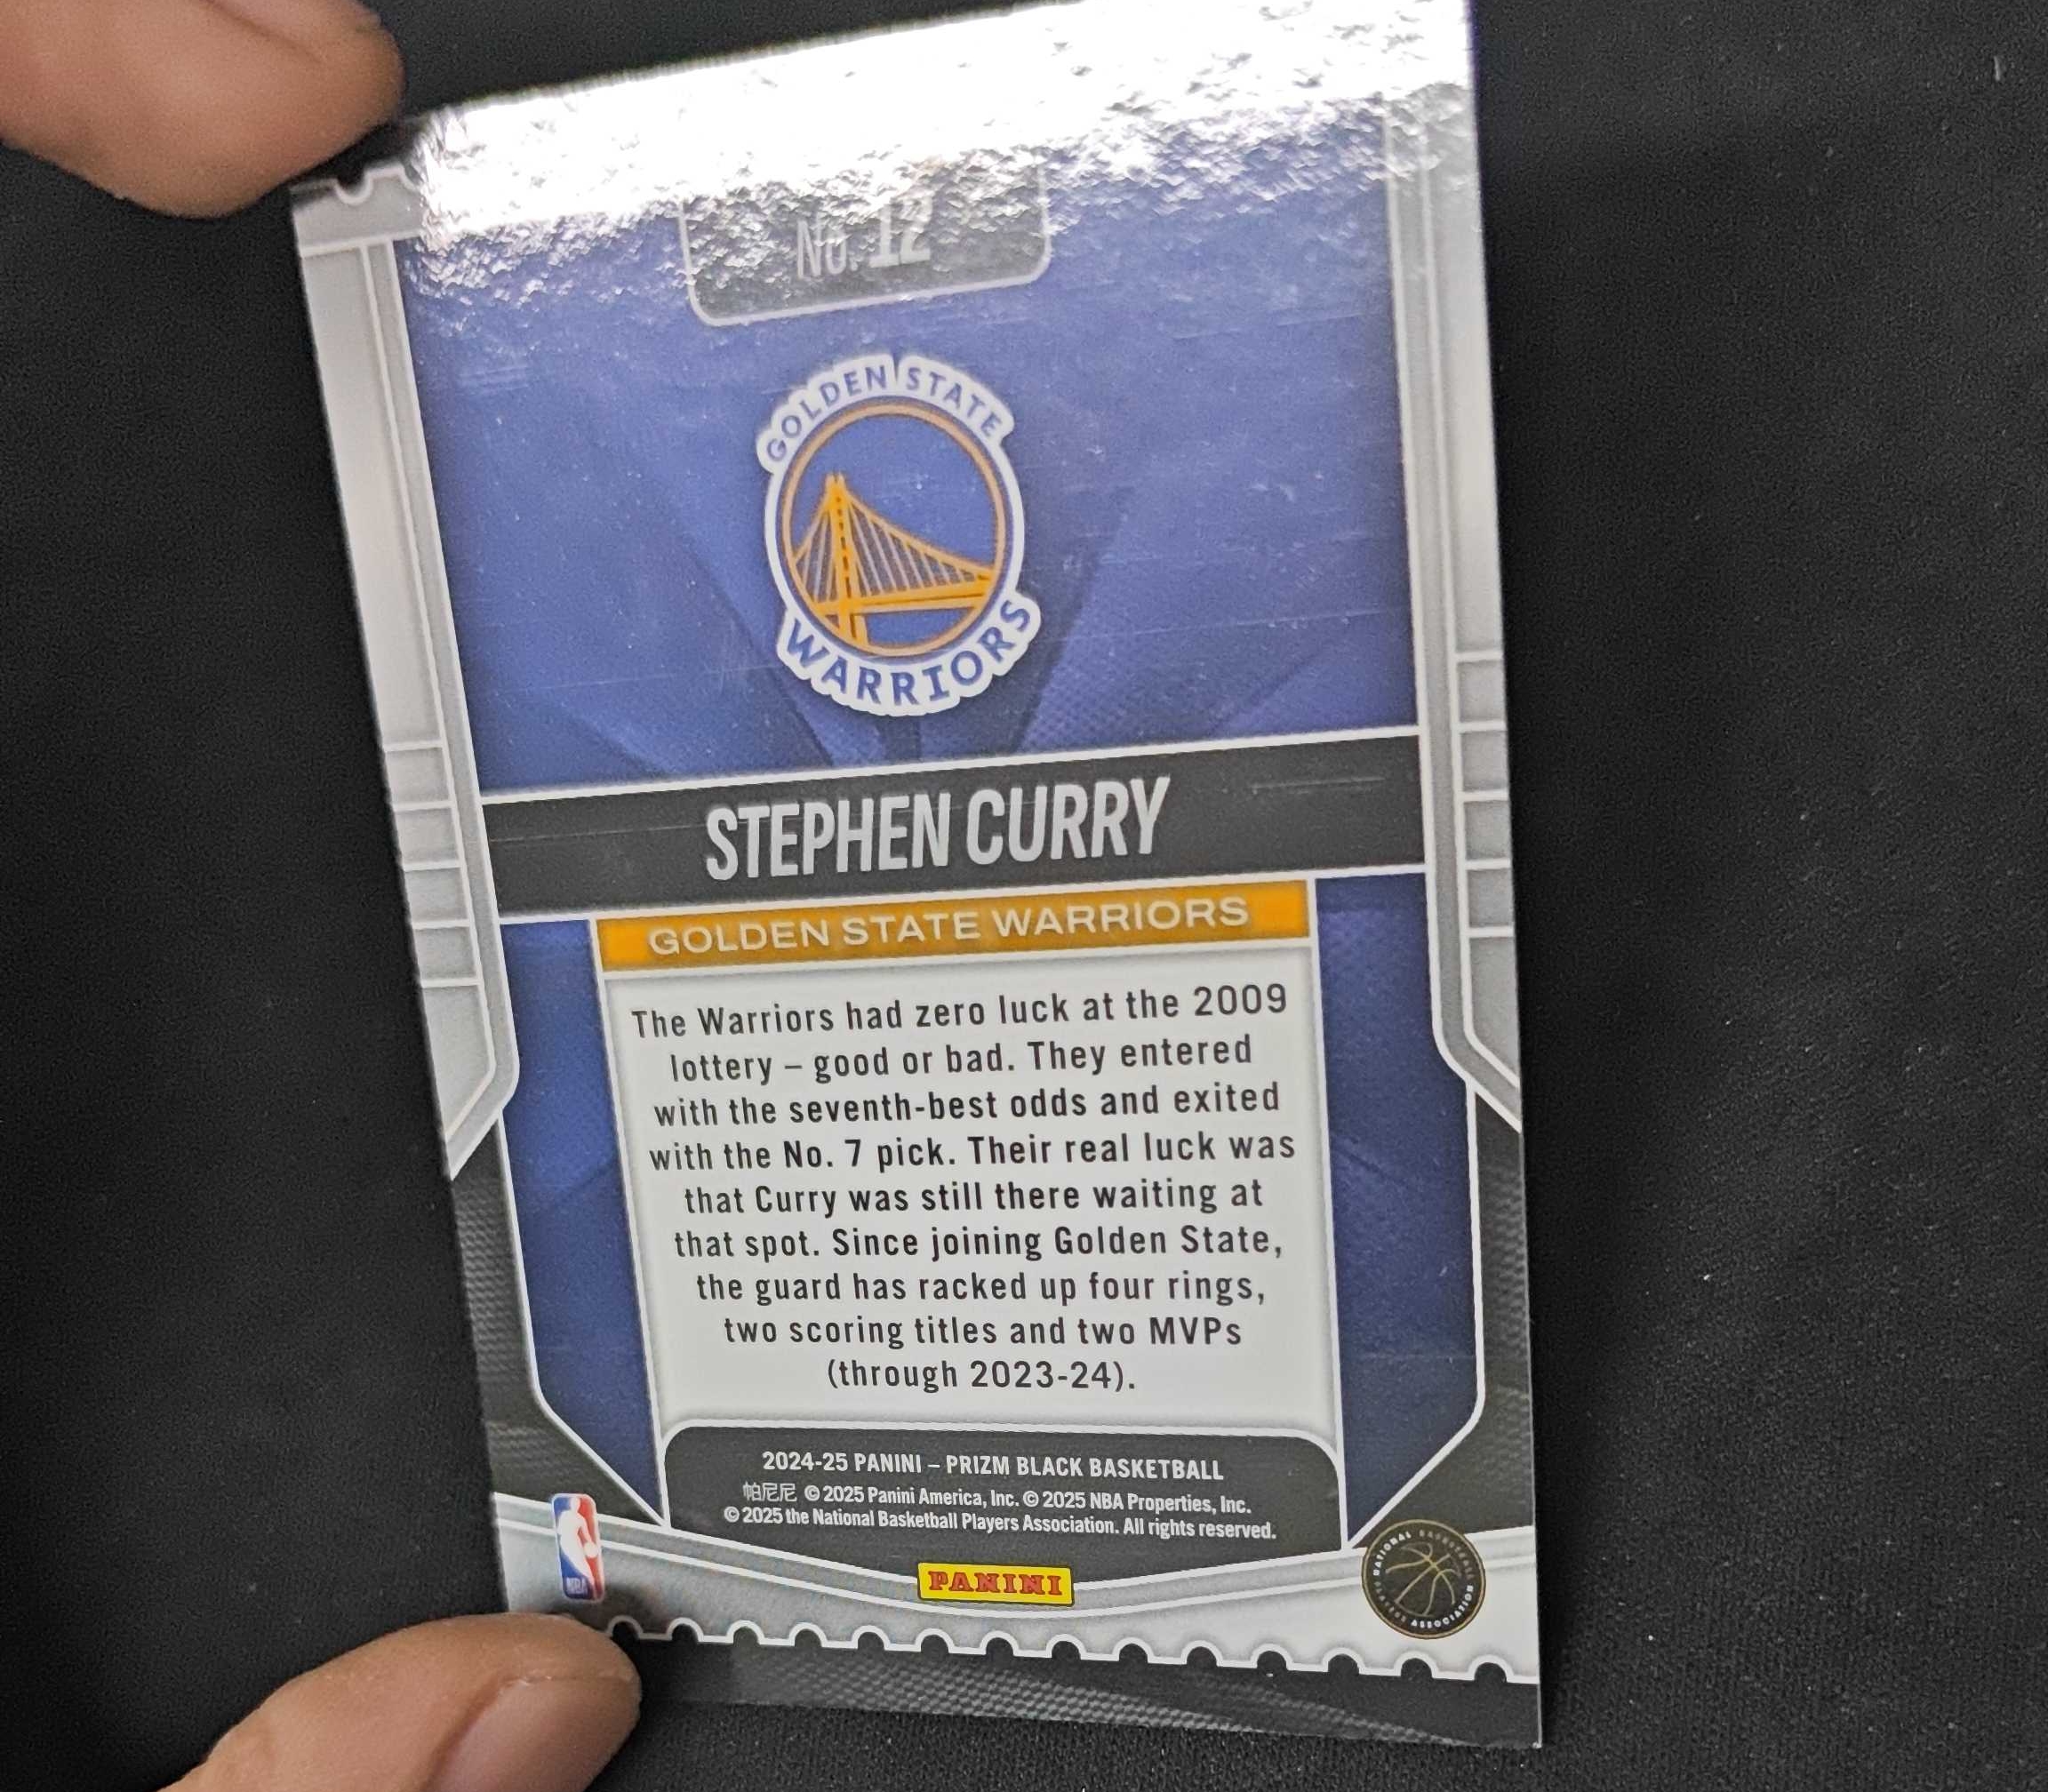 No. 12
GOLDEN STATE
WARRIORS
STEPHEN CURRY
GOLDEN STATE WARRIORS
The Warriors had zero luck at the 2009
lottery – good or bad. They entered
with the seventh-best odds and exited
with the No. 7 pick. Their real luck was
that Curry was still there waiting at
that spot. Since joining Golden State,
the guard has racked up four rings,
two scoring titles and two MVPs
(through 2023-24).
2024-25 PANINI – PRIZM BLACK BASKETBALL
帕尼尼 © 2025 Panini America, Inc. © 2025 NBA Properties, Inc.
© 2025 the National Basketball Players Association. All rights reserved.
NBA
PANINI
NATIONAL BASKETBALL
PLAYERS ASSOCIATION